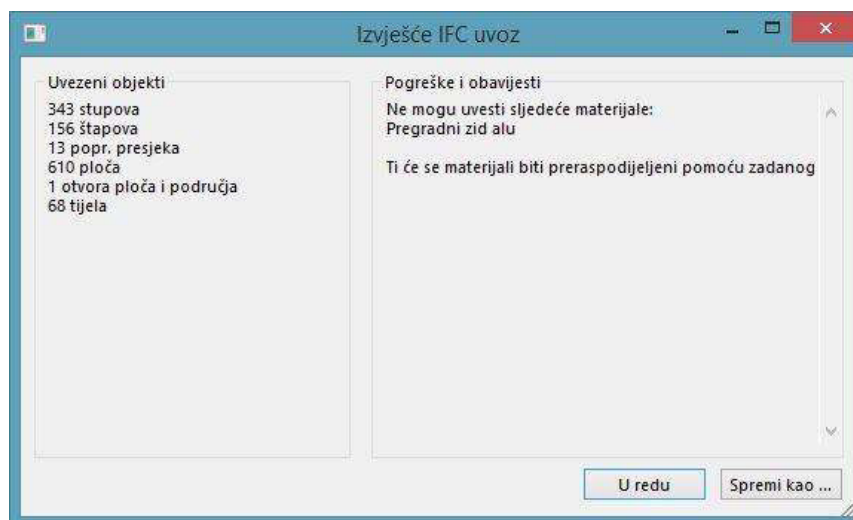 Izvješće IFC uvoz
Uvezeni objekti
343 stupova
156 štapova
13 popr. presjeka
610 ploča
1 otvora ploča i područja
68 tijela
Pogreške i obavijesti
Ne mogu uvesti sljedeće materijale:
Pregradni zid alu
Ti će se materijali biti preraspodijeljeni pomoću zadanog
U redu
Spremi kao ...